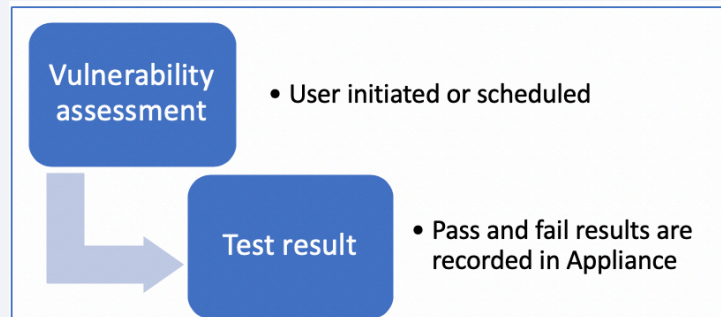 Vulnerability
assessment
• User initiated or scheduled
Test result
• Pass and fail results are
recorded in Appliance